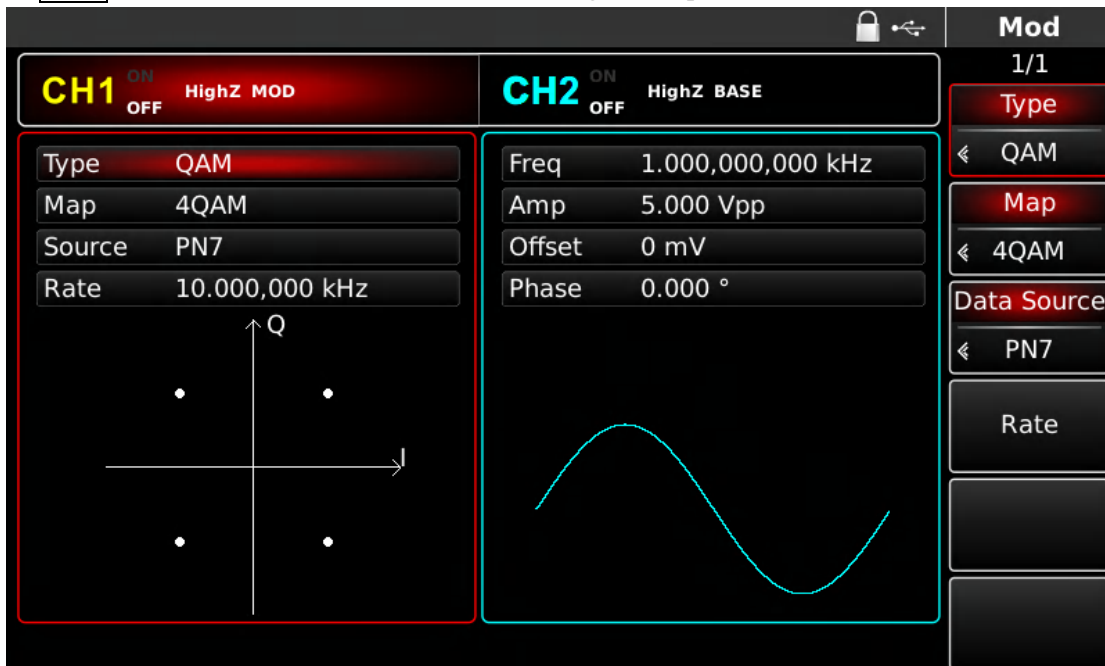 Mod
1/1
CH1 ON OFF HighZ MOD
CH2 ON OFF HighZ BASE
Type QAM
Map 4QAM
Source PN7
Rate 10.000,000 kHz
Q
I
Freq 1.000,000,000 kHz
Amp 5.000 Vpp
Offset 0 mV
Phase 0.000 °
Type
QAM
Map
4QAM
Data Source
PN7
Rate